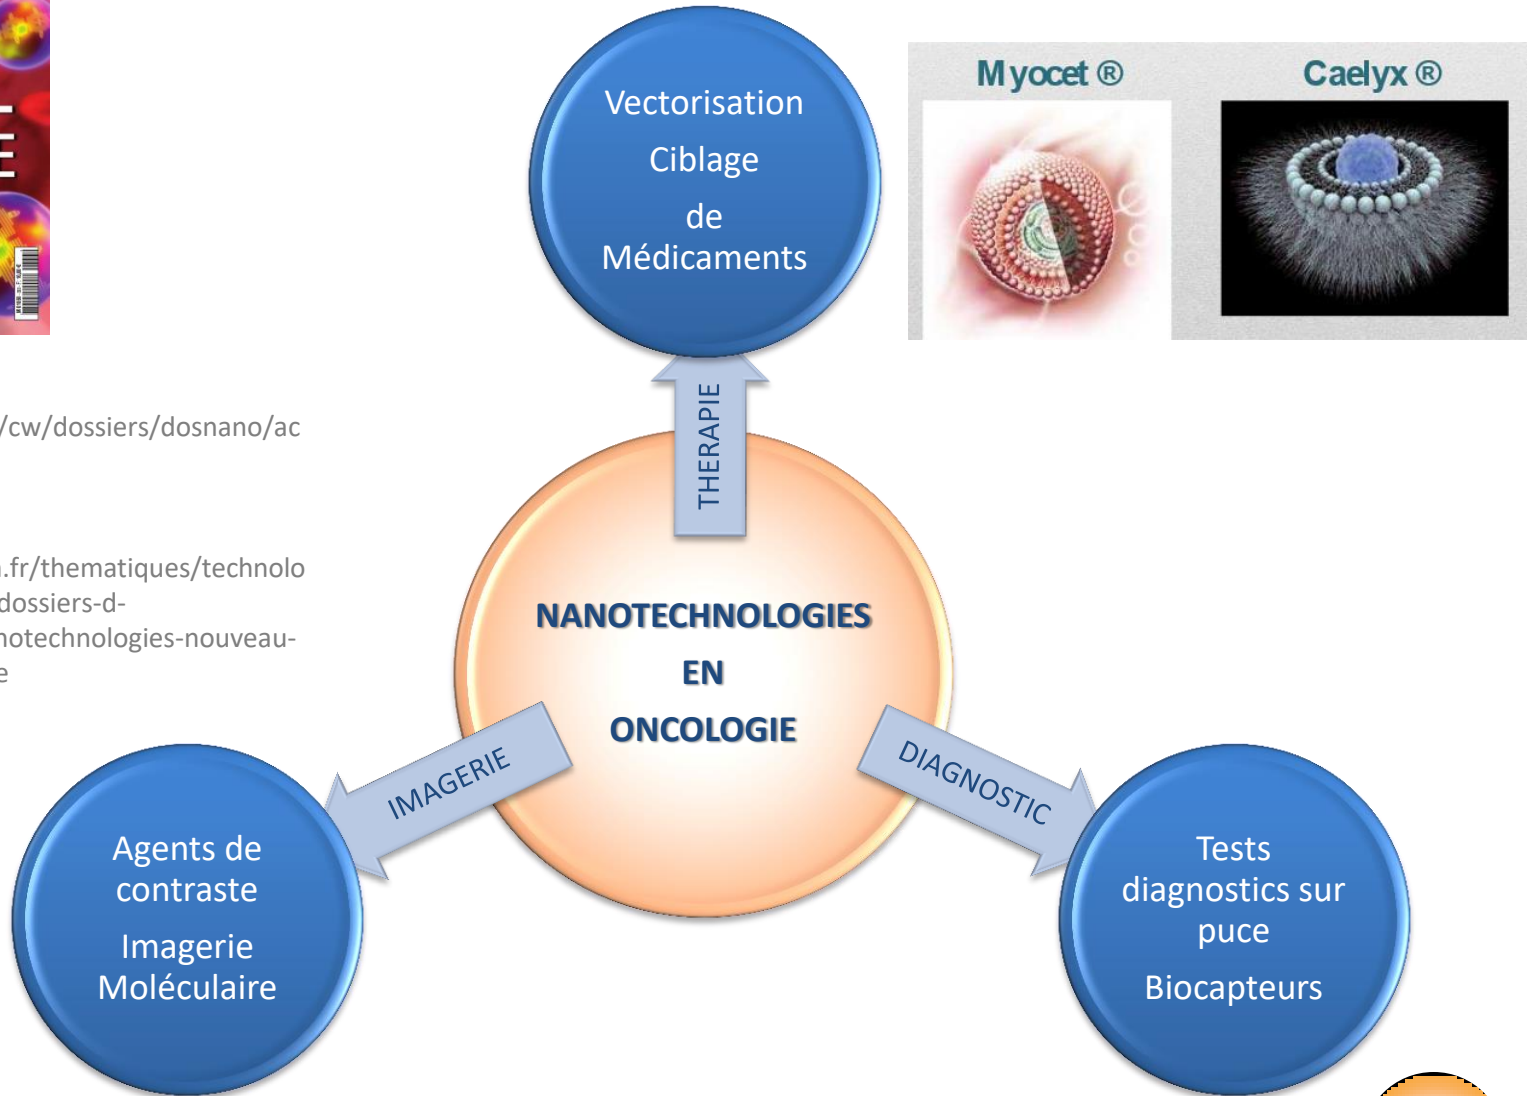 Vectorisation
Ciblage
de
Médicaments
Myocet ®
Caelyx ®
THERAPIE
/cw/dossiers/dosnano/ac
.fr/thematiques/technolo
dossiers-d-
notechnologies-nouveau-
e
NANOTECHNOLOGIES
EN
ONCOLOGIE
IMAGERIE
DIAGNOSTIC
Agents de
contraste
Imagerie
Moléculaire
Tests
diagnostics sur
puce
Biocapteurs